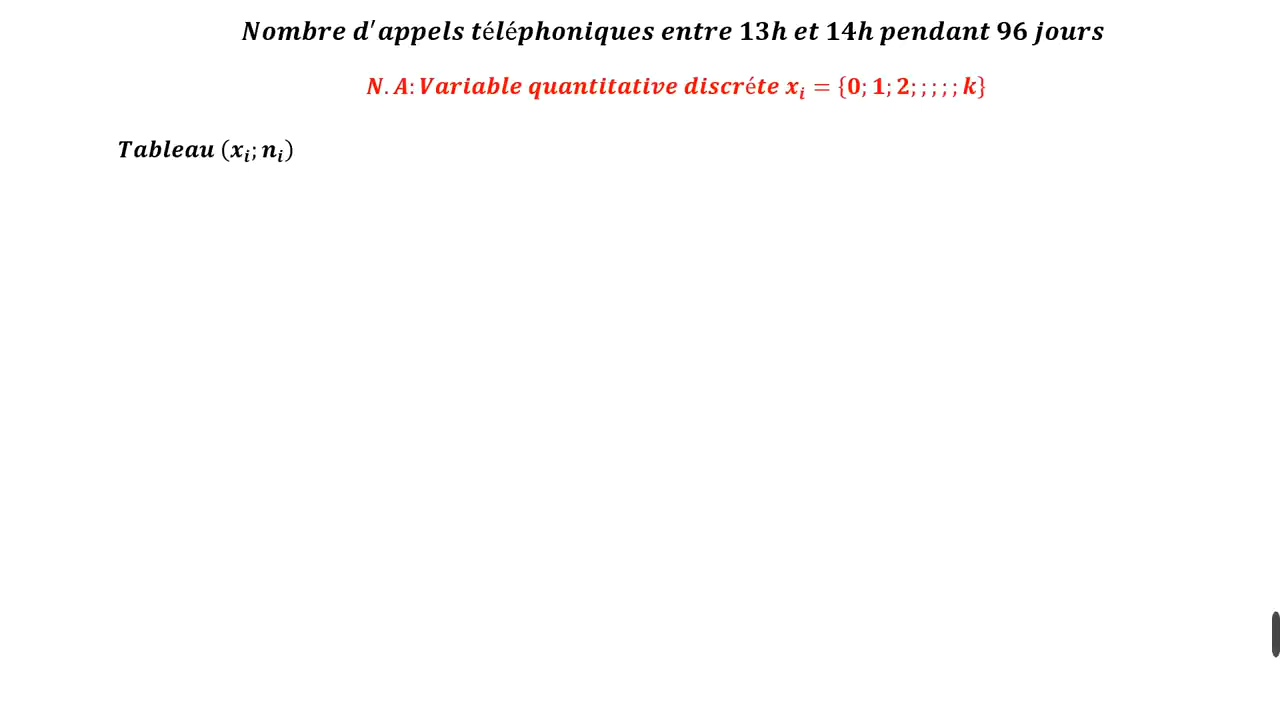 Nombre d'appels téléphoniques entre 13h et 14h pendant 96 jours
N.A: Variable quantitative discréte xᵢ = {0; 1; 2; ; ; ; ; k}
Tableau (xᵢ; nᵢ)